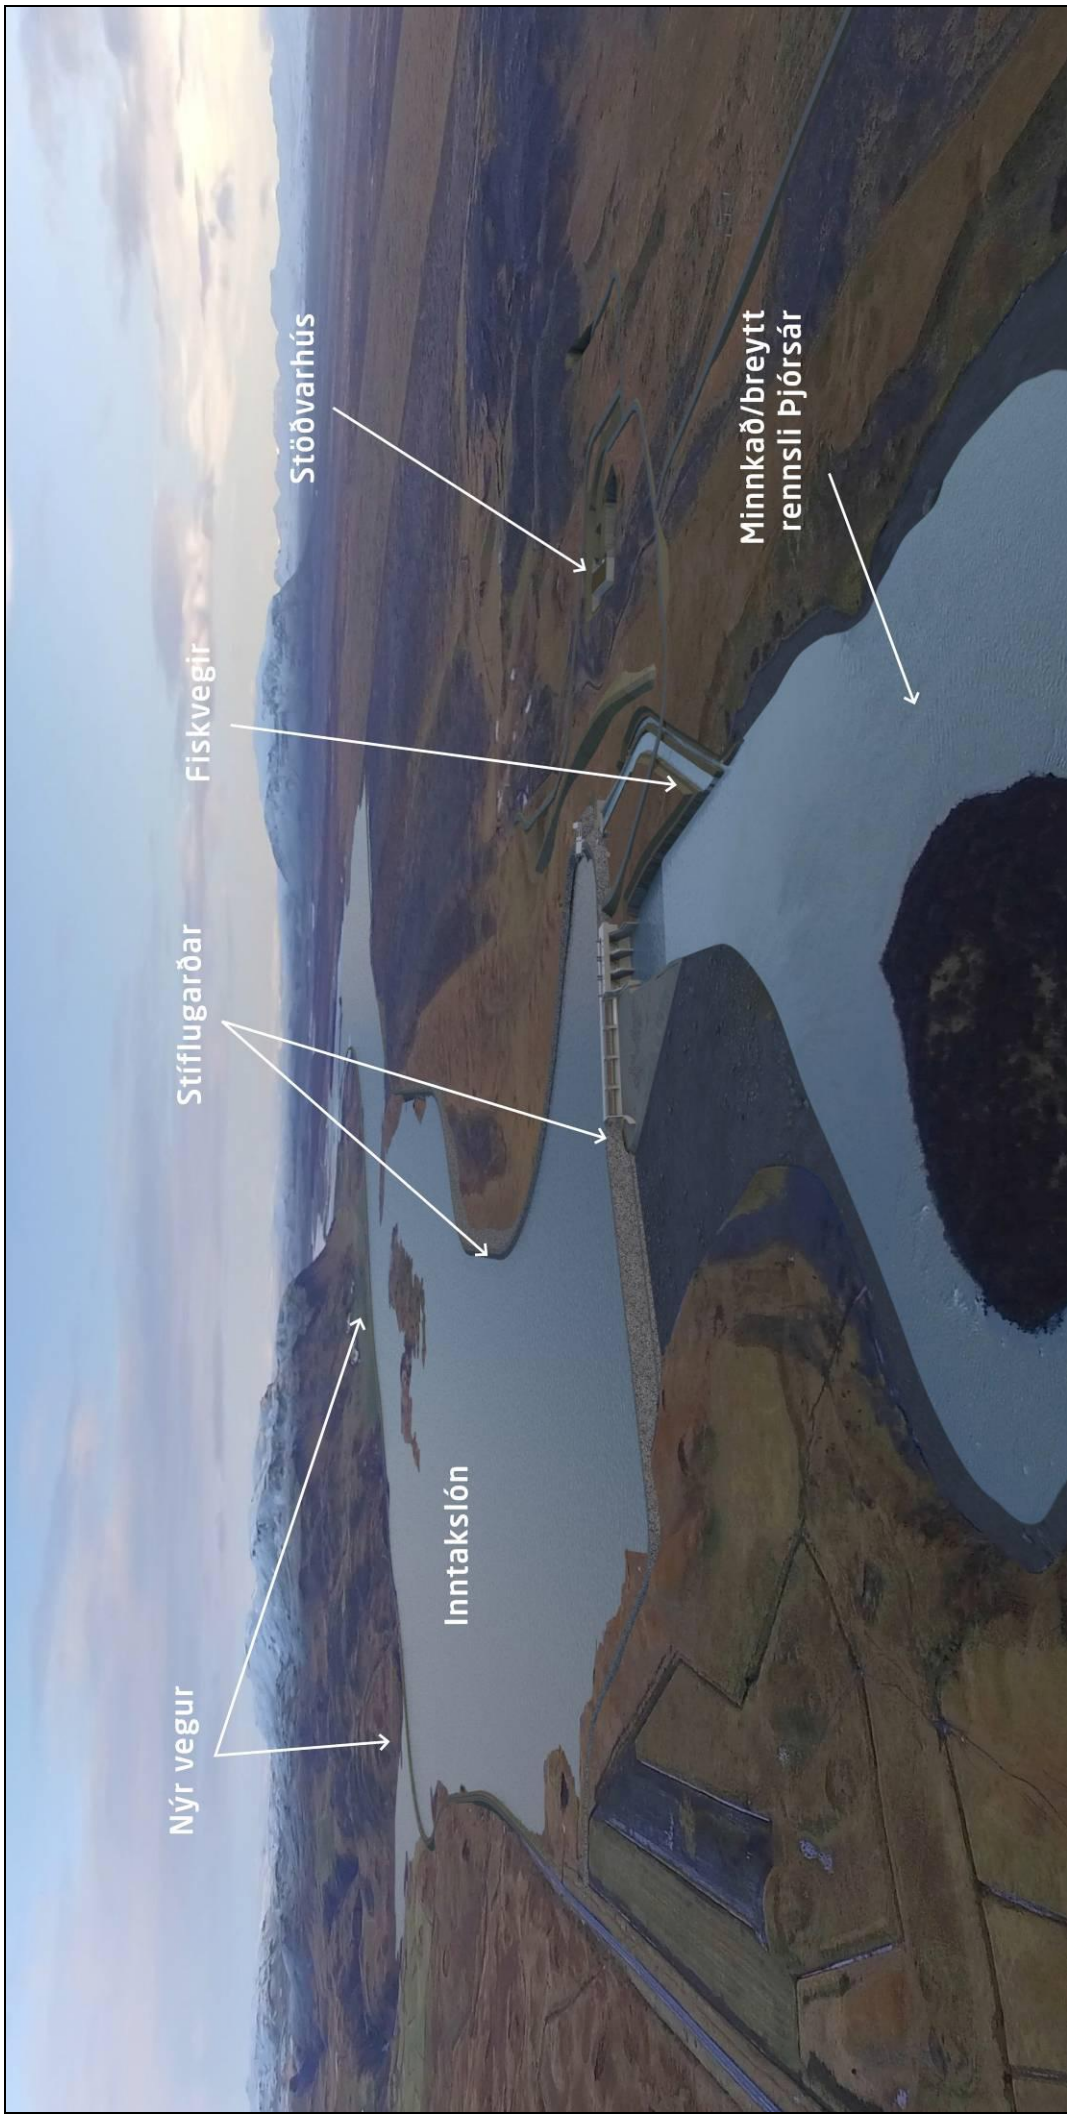 Nýr vegur
Stíflugarðar
Fiskvegir
Stöðvarhús
Inntakslón
Minnkað/breytt
rennsli Þjórsár